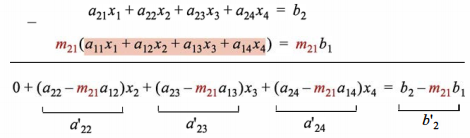 a₂₁x₁ + a₂₂x₂ + a₂₃x₃ + a₂₄x₄ = b₂
−
m₂₁(a₁₁x₁ + a₁₂x₂ + a₁₃x₃ + a₁₄x₄) = m₂₁b₁
0 + (a₂₂ − m₂₁a₁₂)x₂ + (a₂₃ − m₂₁a₁₃)x₃ + (a₂₄ − m₂₁a₁₄)x₄ = b₂ − m₂₁b₁
a'₂₂ a'₂₃ a'₂₄ b'₂